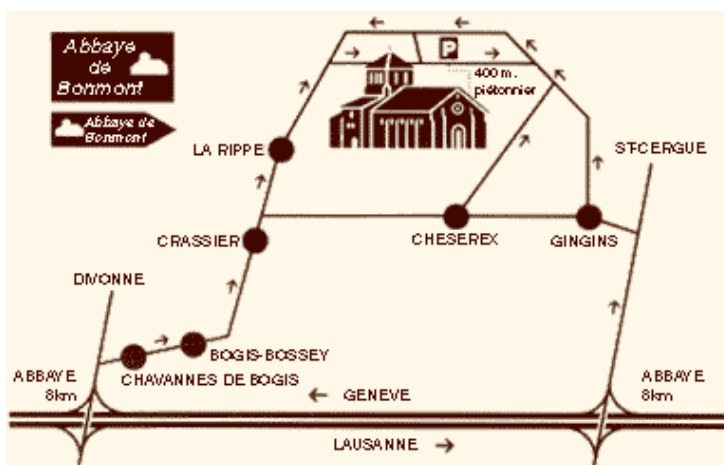 Abbaye
de
Bonmont
Abbaye de
Bonmont
P
400 m.
piétonnier
LA RIPPE
ST-CERGUE
CRASSIER
CHESEREX
GINGINS
DIVONNE
BOGIS-BOSSEY
CHAVANNES DE BOGIS
ABBAYE
8km
ABBAYE
8km
GENEVE
LAUSANNE